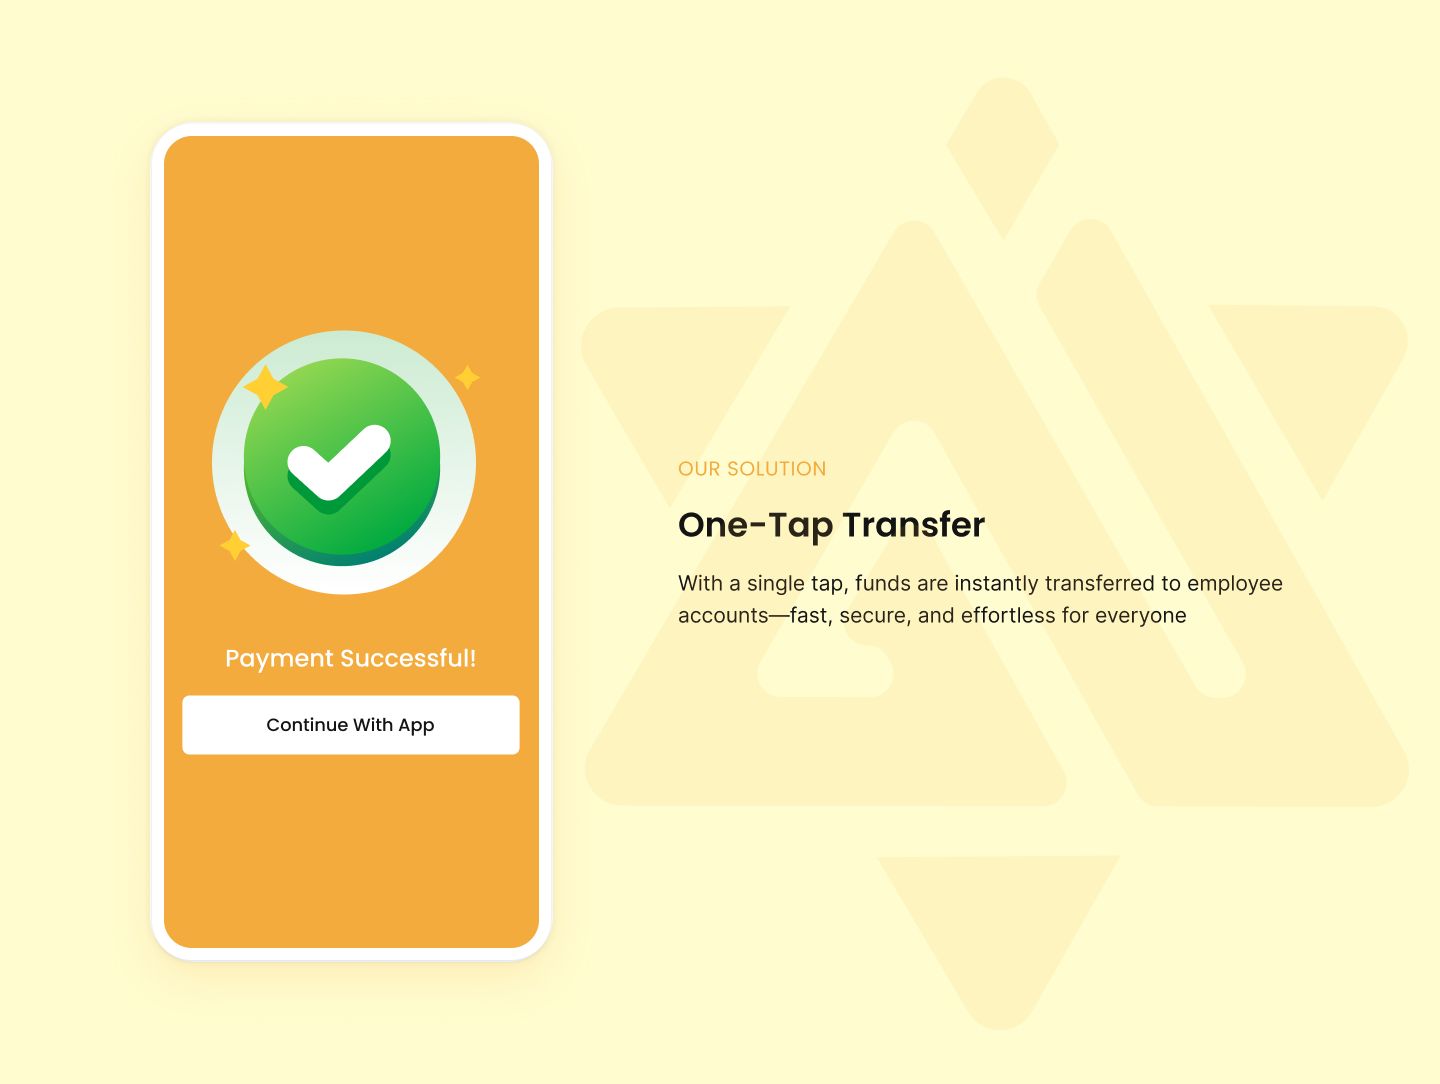 Payment Successful!
Continue With App
OUR SOLUTION
One-Tap Transfer
With a single tap, funds are instantly transferred to employee
accounts—fast, secure, and effortless for everyone